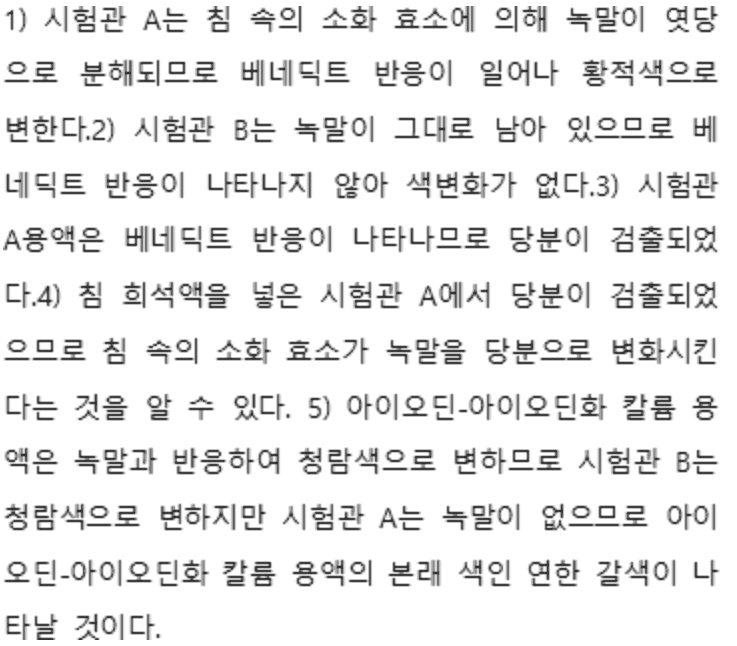 1) 시험관 A는 침 속의 소화 효소에 의해 녹말이 엿당
으로 분해되므로 베네딕트 반응이 일어나 황적색으로
변한다.2) 시험관 B는 녹말이 그대로 남아 있으므로 베
네딕트 반응이 나타나지 않아 색변화가 없다.3) 시험관
A용액은 베네딕트 반응이 나타나므로 당분이 검출되었
다.4) 침 희석액을 넣은 시험관 A에서 당분이 검출되었
으므로 침 속의 소화 효소가 녹말을 당분으로 변화시킨
다는 것을 알 수 있다. 5) 아이오딘-아이오딘화 칼륨 용
액은 녹말과 반응하여 청람색으로 변하므로 시험관 B는
청람색으로 변하지만 시험관 A는 녹말이 없으므로 아이
오딘-아이오딘화 칼륨 용액의 본래 색인 연한 갈색이 나
타날 것이다.